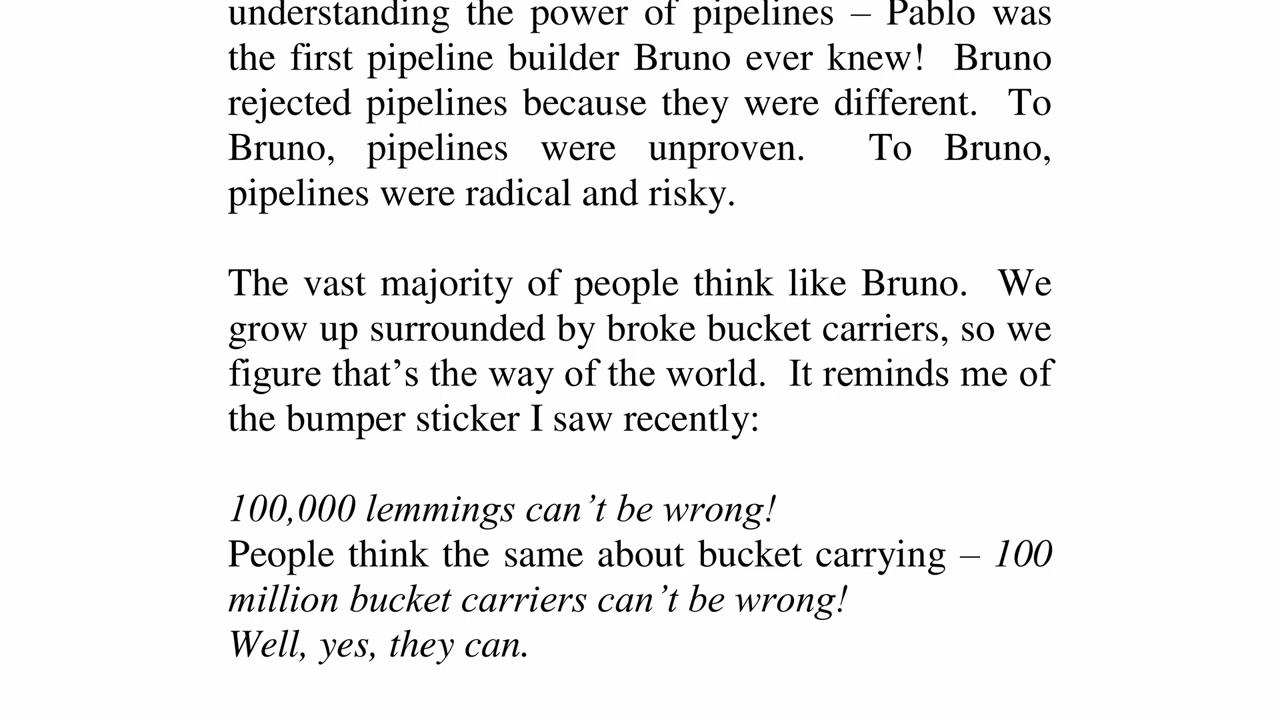 understanding the power of pipelines – Pablo was
the first pipeline builder Bruno ever knew!  Bruno
rejected pipelines because they were different.  To
Bruno, pipelines were unproven.  To Bruno,
pipelines were radical and risky.
The vast majority of people think like Bruno.  We
grow up surrounded by broke bucket carriers, so we
figure that’s the way of the world.  It reminds me of
the bumper sticker I saw recently:
100,000 lemmings can’t be wrong!
People think the same about bucket carrying – 100
million bucket carriers can’t be wrong!
Well, yes, they can.